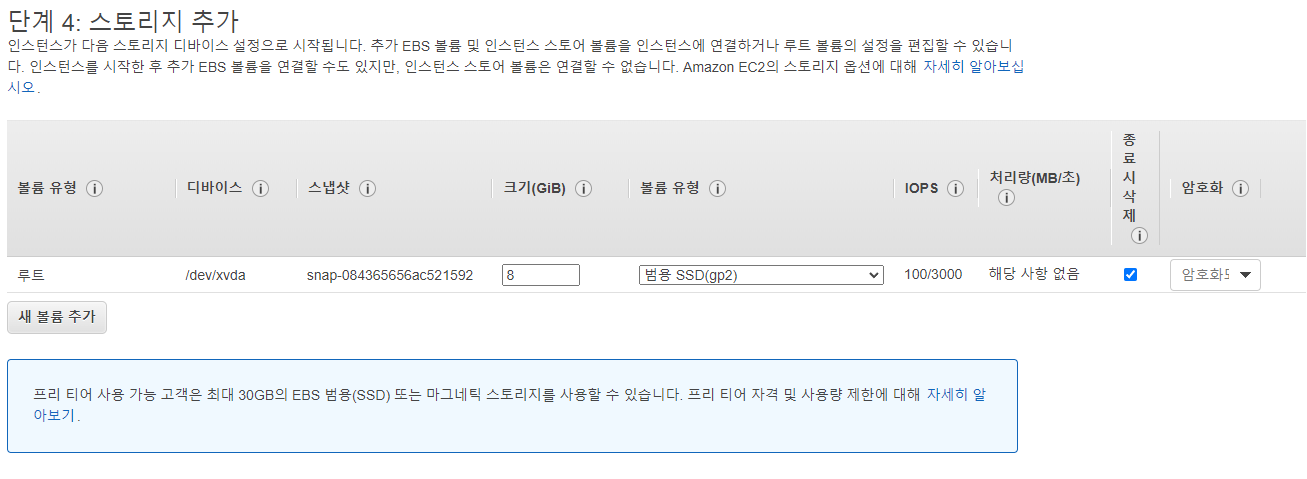 단계 4: 스토리지 추가
인스턴스가 다음 스토리지 디바이스 설정으로 시작됩니다. 추가 EBS 볼륨 및 인스턴스 스토어 볼륨을 인스턴스에 연결하거나 루트 볼륨의 설정을 편집할 수 있습니
다. 인스턴스를 시작한 후 추가 EBS 볼륨을 연결할 수도 있지만, 인스턴스 스토어 볼륨은 연결할 수 없습니다. Amazon EC2의 스토리지 옵션에 대해 자세히 알아보십
시오.
볼륨 유형 디바이스 스냅샷 크기(GiB) 볼륨 유형 IOPS 처리량(MB/초)
종
료
시
삭
제
암호화
루트 /dev/xvda snap-084365656ac521592 8 범용 SSD(gp2) 100/3000 해당 사항 없음
새 볼륨 추가
프리 티어 사용 가능 고객은 최대 30GB의 EBS 범용(SSD) 또는 마그네틱 스토리지를 사용할 수 있습니다. 프리 티어 자격 및 사용량 제한에 대해 자세히 알
아보기.